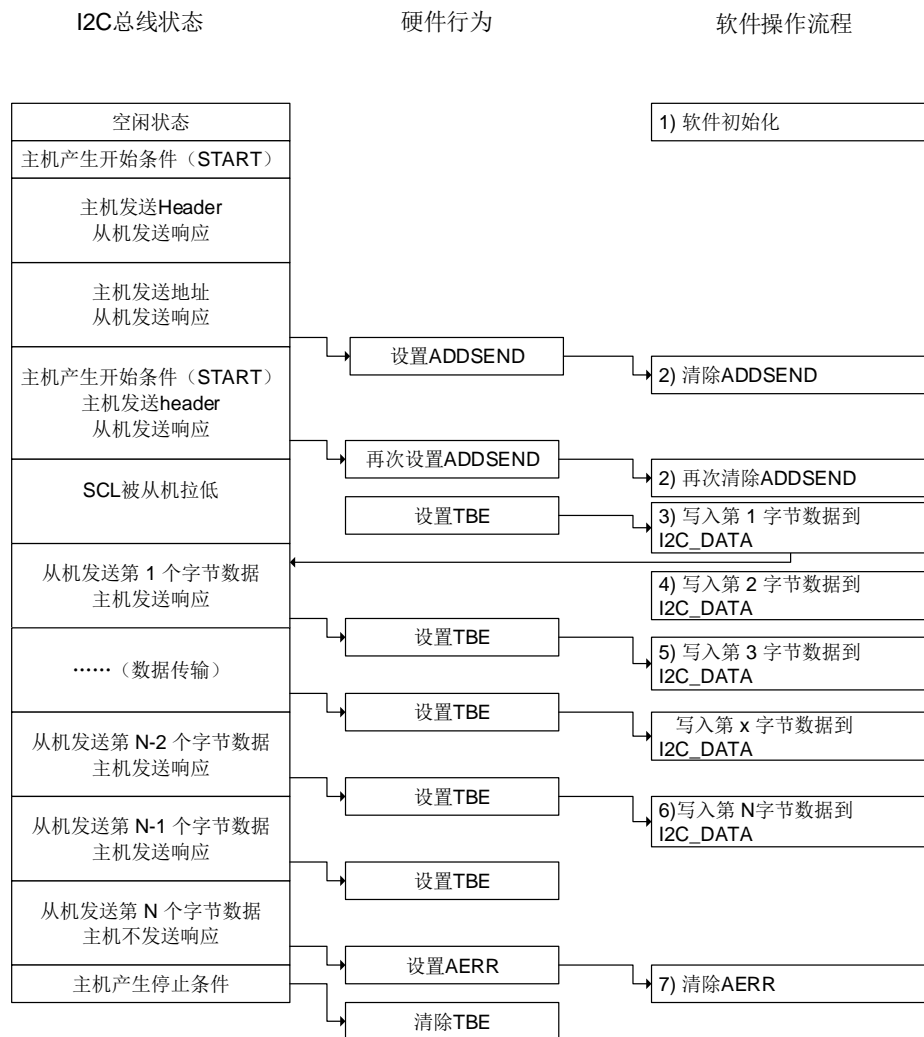 I2C总线状态
硬件行为
软件操作流程
空闲状态
1) 软件初始化
主机产生开始条件（START）
主机发送Header
从机发送响应
主机发送地址
从机发送响应
设置ADDSEND
2) 清除ADDSEND
主机产生开始条件（START）
主机发送header
从机发送响应
再次设置ADDSEND
2) 再次清除ADDSEND
SCL被从机拉低
设置TBE
3) 写入第 1 字节数据到
I2C_DATA
从机发送第 1 个字节数据
主机发送响应
4) 写入第 2 字节数据到
I2C_DATA
设置TBE
5) 写入第 3 字节数据到
I2C_DATA
……（数据传输）
设置TBE
写入第 x 字节数据到
I2C_DATA
从机发送第 N-2 个字节数据
主机发送响应
设置TBE
6)写入第 N字节数据到
I2C_DATA
从机发送第 N-1 个字节数据
主机发送响应
设置TBE
从机发送第 N 个字节数据
主机不发送响应
设置AERR
7) 清除AERR
主机产生停止条件
清除TBE